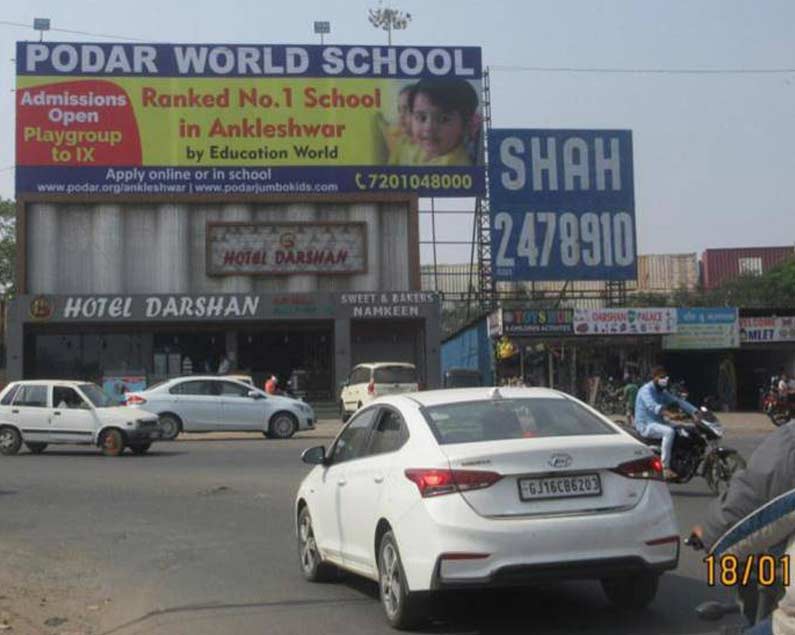 PODAR WORLD SCHOOL
Admissions
Open
Playgroup
to IX
Ranked No.1 School
in Ankleshwar
by Education World
Apply online or in school
www.podar.org/ankleshwar | www.podarjumbokids.com
7201048000
SHAH
2478910
HOTEL DARSHAN
HOTEL DARSHAN
SWEET & BAKERS
NAMKEEN
DARSHAN PALACE
WELCOME
OMLET
GJ16CB6203
18/01